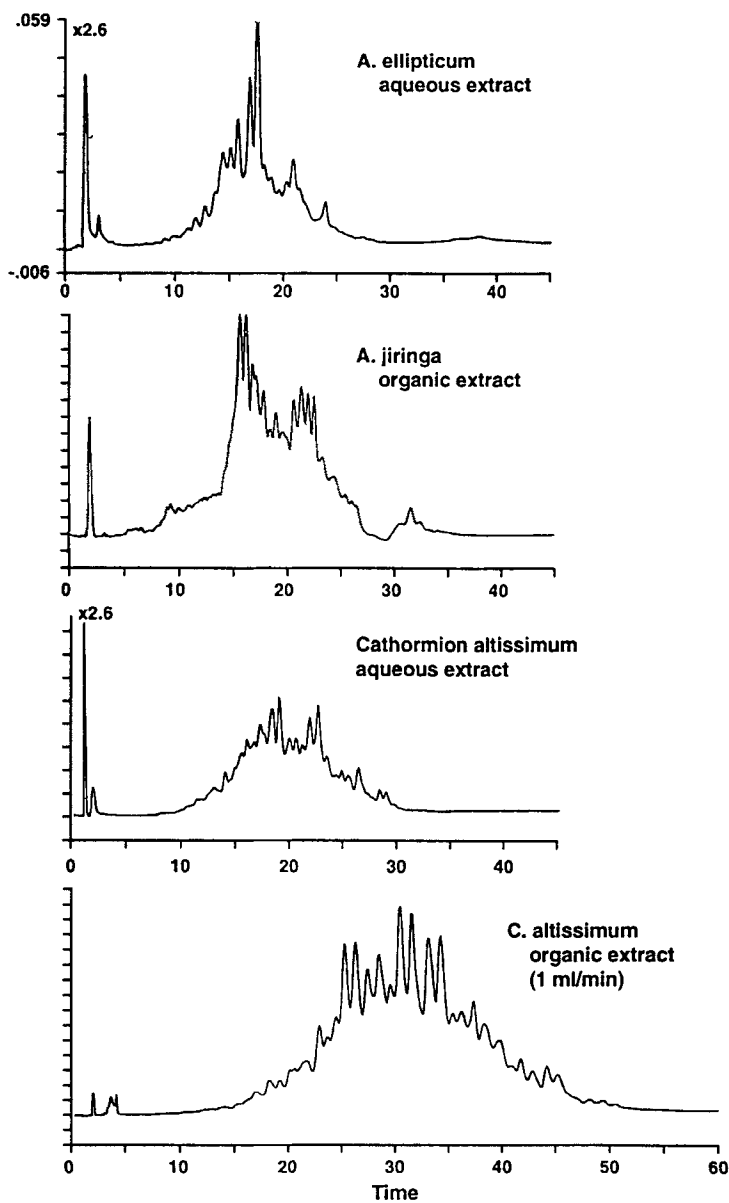 .059
x2.6
A. ellipticum
aqueous extract
-.006
0 10 20 30 40
A. jiringa
organic extract
0 10 20 30 40
x2.6
Cathormion altissimum
aqueous extract
0 10 20 30 40
C. altissimum
organic extract
(1 ml/min)
0 10 20 30 40 50 60
Time